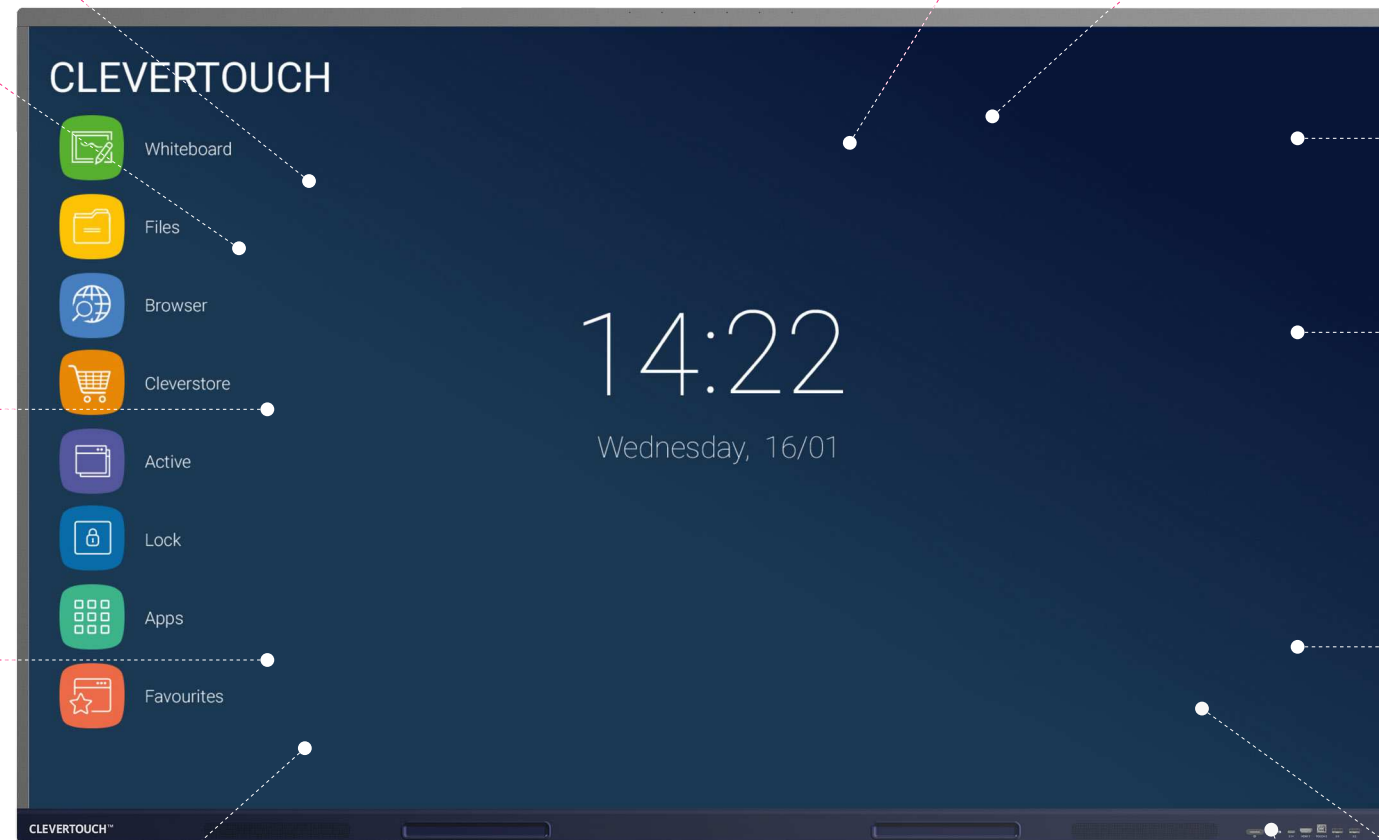 CLEVERTOUCH
Whiteboard
Files
Browser
Cleverstore
Active
Lock
Apps
Favourites
14:22
Wednesday, 16/01
CLEVERTOUCH™